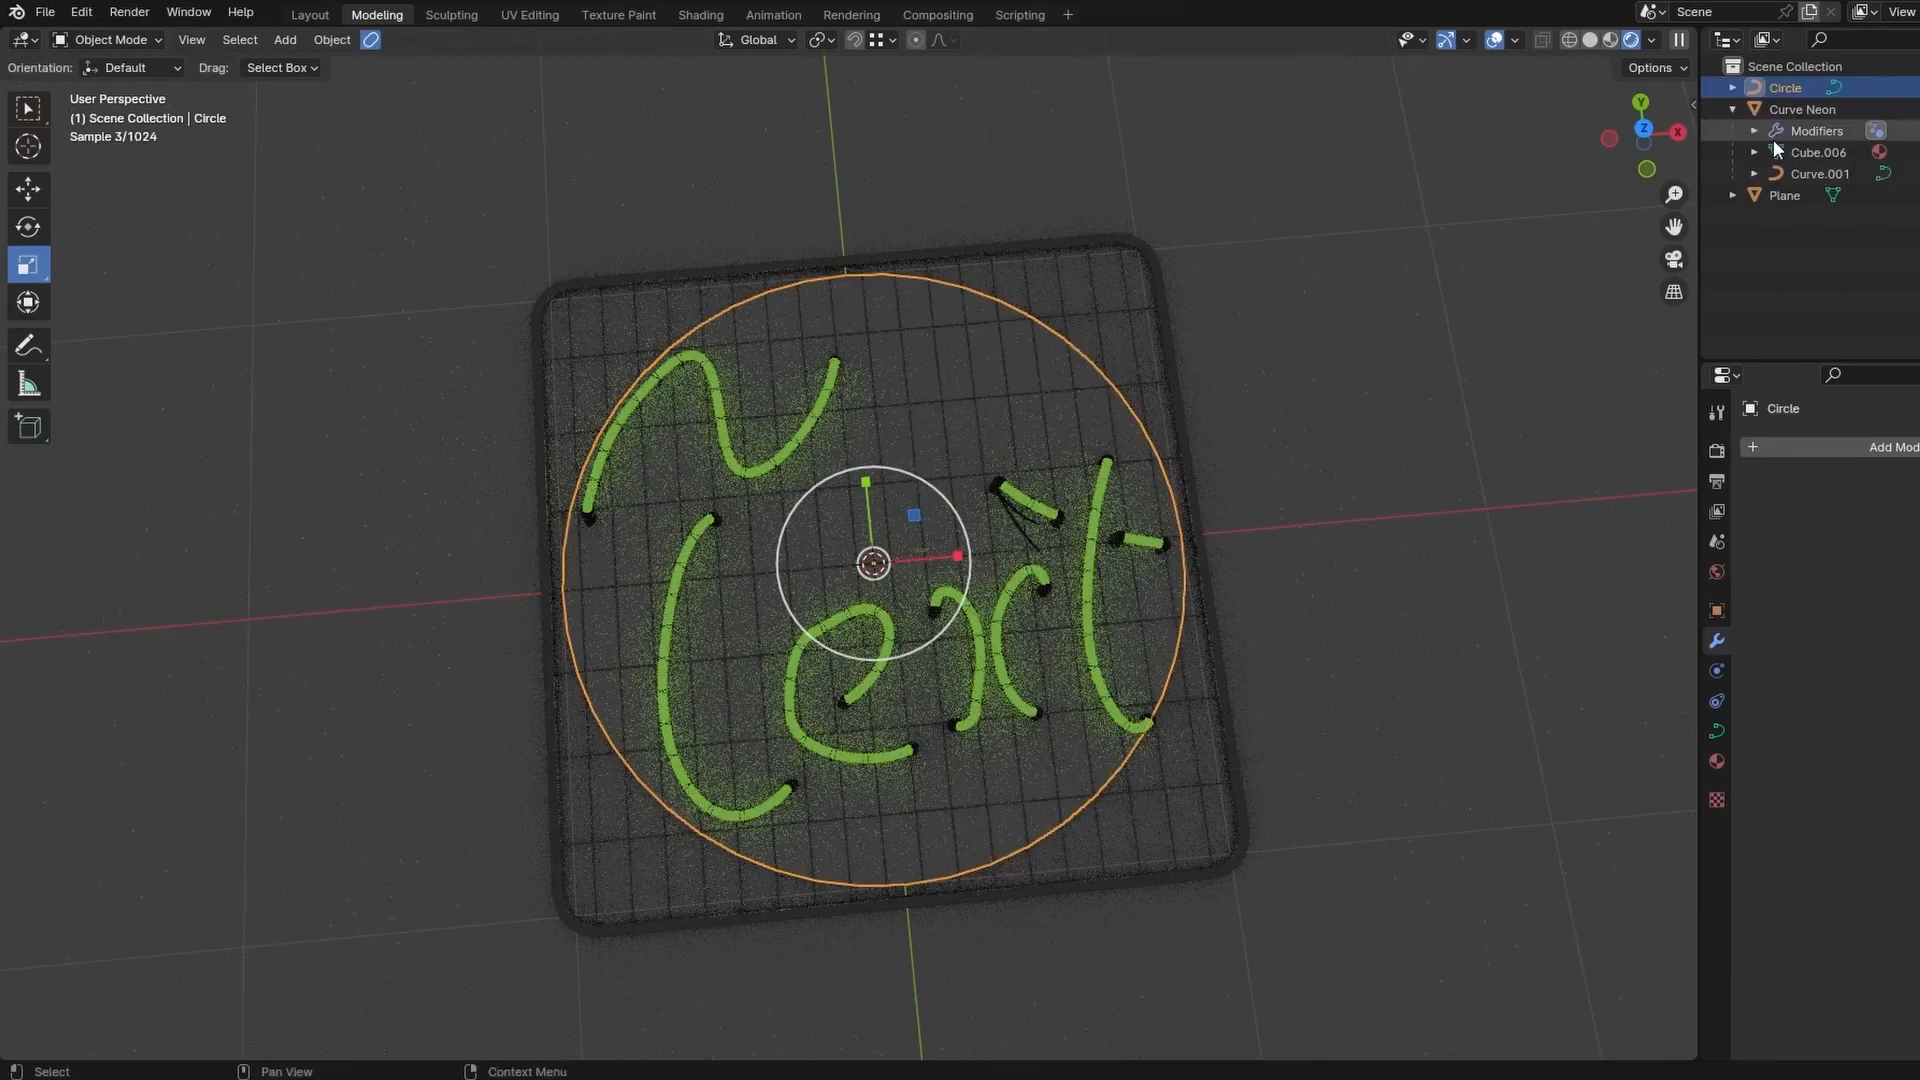 File Edit Render Window Help Layout Modeling Sculpting UV Editing Texture Paint Shading Animation Rendering Compositing Scripting + Scene View
Object Mode View Select Add Object Global
Orientation: Default Drag: Select Box Options
User Perspective
(1) Scene Collection | Circle
Sample 3/1024
Y
Z
X
Scene Collection
Circle
Curve Neon
Modifiers
Cube.006
Curve.001
Plane
Circle
+ Add Mod
Select Pan View Context Menu